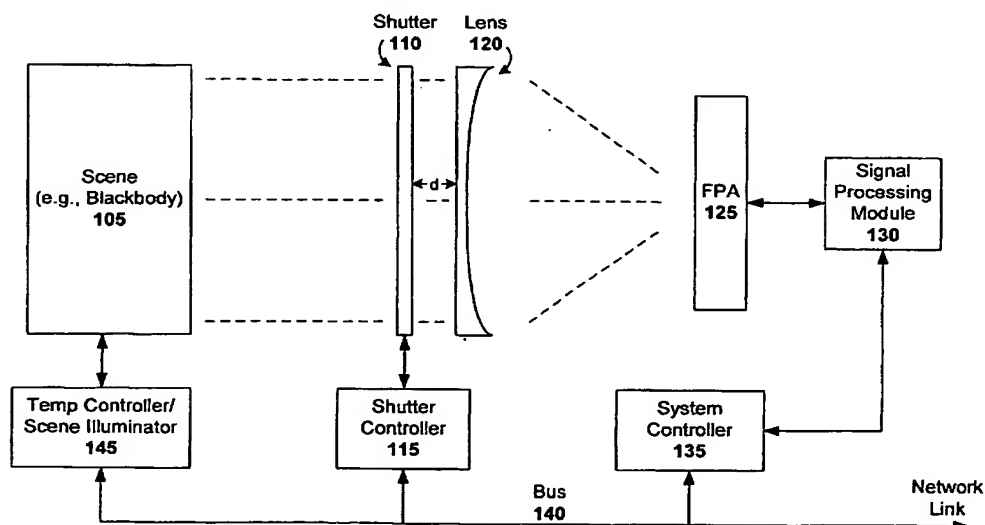 Shutter
110
Lens
120
Scene
(e.g., Blackbody)
105
d
FPA
125
Signal
Processing
Module
130
Temp Controller/
Scene Illuminator
145
Shutter
Controller
115
System
Controller
135
Bus
140
Network
Link